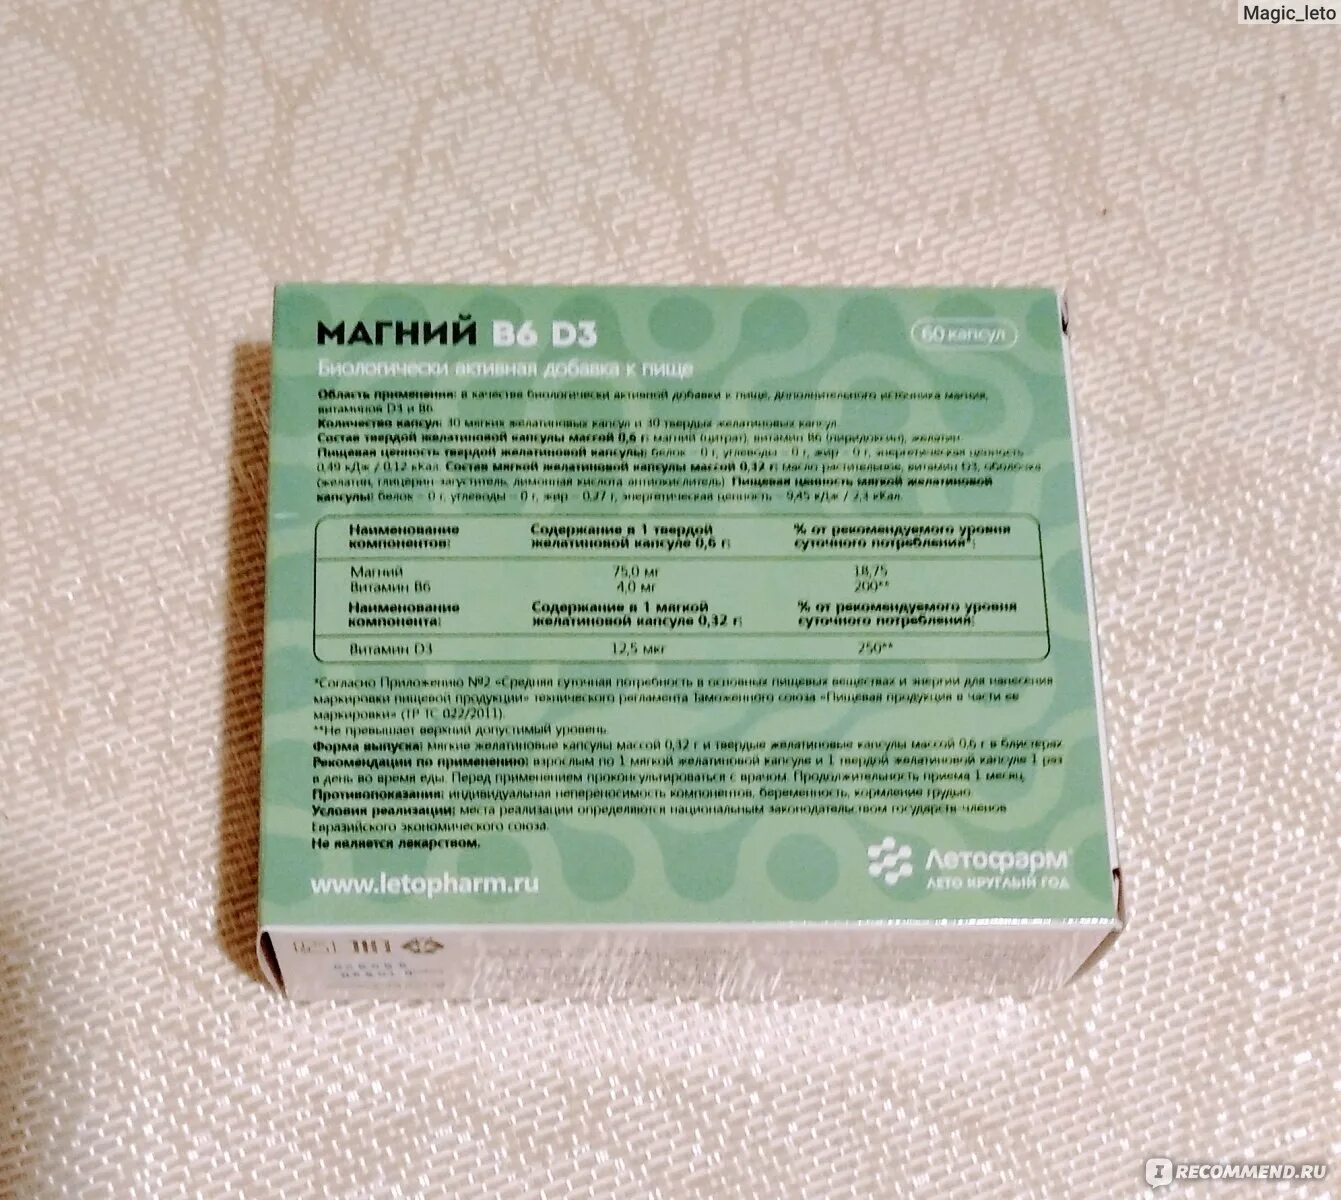 Magic_leto
МАГНИЙ B6 D3
60 капсул
Биологически активная добавка к пище
Область применения: в качестве биологически активной добавки к пище, дополнительного источника магния,
витаминов D3 и B6
Количество капсул: 30 мягких желатиновых капсул и 30 твердых желатиновых капсул.
Состав твердой желатиновой капсулы массой 0,6 г: магний (цитрат), витамин B6 (пиридоксин), желатин.
Пищевая ценность твердой желатиновой капсулы: белок – 0 г, углеводы – 0 г, жир – 0 г, энергетическая ценность
0,49 кДж / 0,12 кКал. Состав мягкой желатиновой капсулы массой 0,32 г: масло растительное, витамин D3, оболочка
(желатин, глицерин загуститель, лимонная кислота антиокислитель). Пищевая ценность мягкой желатиновой
капсулы: белок – 0 г, углеводы – 0 г, жир – 0,27 г, энергетическая ценность – 9,45 кДж / 2,3 кКал.
Наименование компонентов: Содержание в 1 твердой желатиновой капсуле 0,6 г: % от рекомендуемого уровня суточного потребления*:
Магний 75,0 мг 18,75
Витамин B6 4,0 мг 200**
Наименование компонента: Содержание в 1 мягкой желатиновой капсуле 0,32 г: % от рекомендуемого уровня суточного потребления:
Витамин D3 12,5 мкг 250**
*Согласно Приложению №2 «Средняя суточная потребность в основных пищевых веществах и энергии для нанесения
маркировки пищевой продукции» технического регламента Таможенного союза «Пищевая продукция в части ее
маркировки» (ТР ТС 022/2011).
**Не превышает верхний допустимый уровень.
Форма выпуска: мягкие желатиновые капсулы массой 0,32 г и твердые желатиновые капсулы массой 0,6 г в блистерах
Рекомендации по применению: взрослым по 1 мягкой желатиновой капсуле и 1 твердой желатиновой капсуле 1 раз
в день во время еды. Перед применением проконсультироваться с врачом. Продолжительность приема 1 месяц.
Противопоказания: индивидуальная непереносимость компонентов, беременность, кормление грудью.
Условия реализации: места реализации определяются национальным законодательством государств-членов
Евразийского экономического союза.
Не является лекарством.
www.letopharm.ru
Летофарм
ЛЕТО КРУГЛЫЙ ГОД
IRECOMMEND.RU